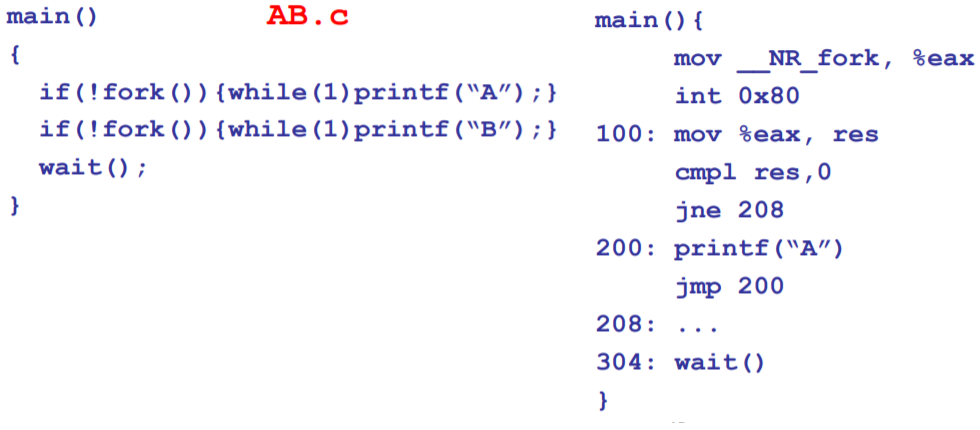 main()
AB.c
{
if(!fork()){while(1)printf(“A”);}
if(!fork()){while(1)printf(“B”);}
wait();
}
main(){
mov __NR_fork, %eax
int 0x80
100: mov %eax, res
cmpl res,0
jne 208
200: printf(“A”)
jmp 200
208: ...
304: wait()
}